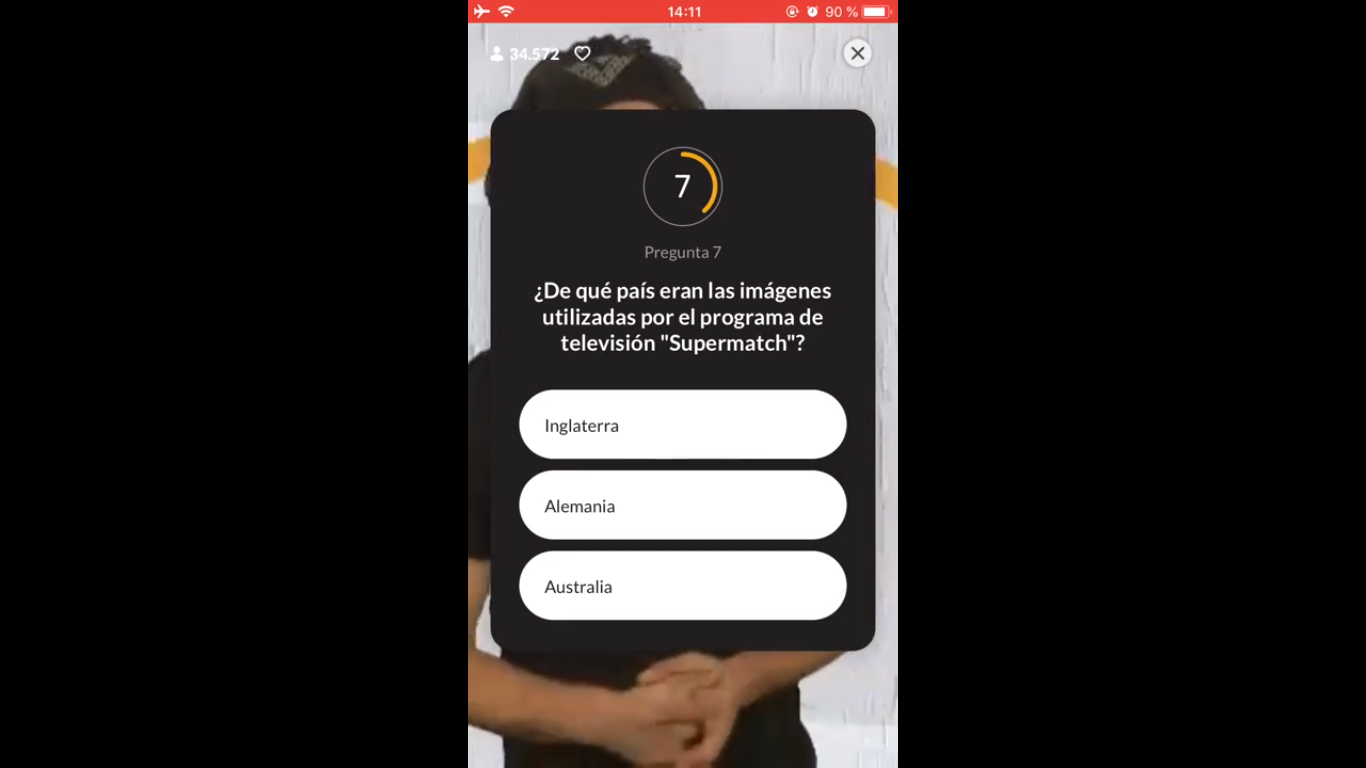 14:11
90 %
34.572
7
Pregunta 7
¿De qué país eran las imágenes
utilizadas por el programa de
televisión "Supermatch"?
Inglaterra
Alemania
Australia